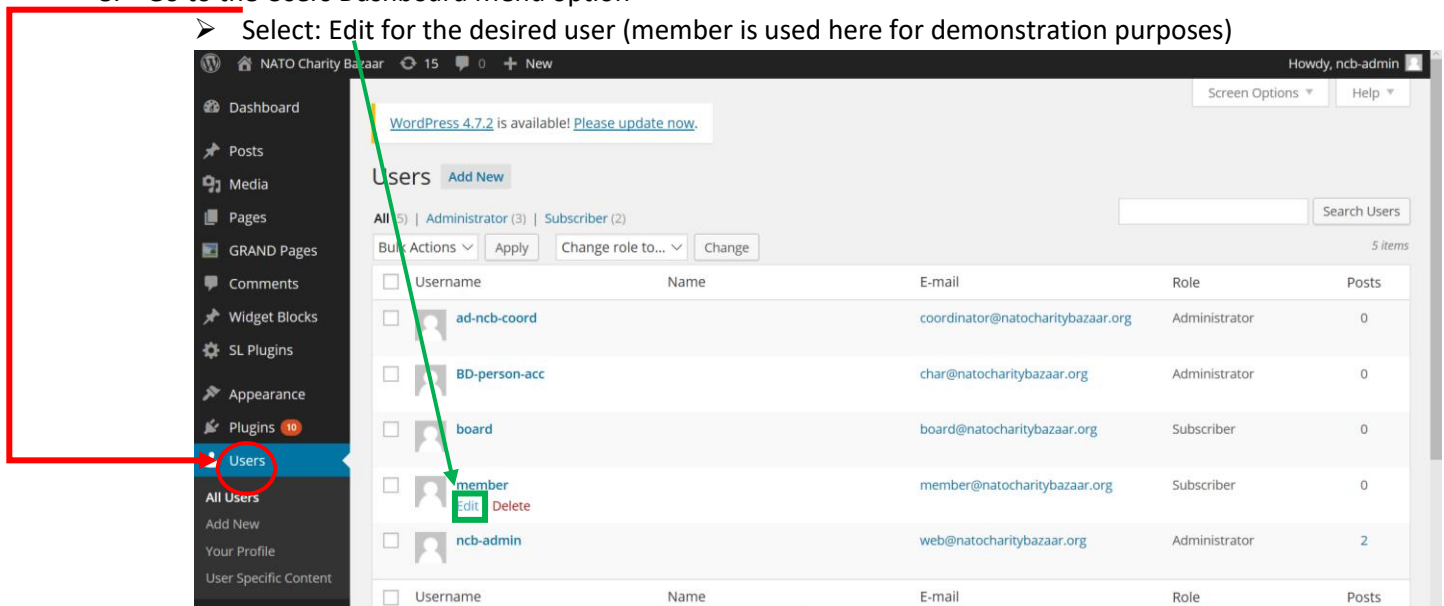 Go to the Users Dashboard Menu option
➢ Select: Edit for the desired user (member is used here for demonstration purposes)
NATO Charity Bazaar 15 0 + New Howdy, ncb-admin
Screen Options Help
Dashboard
WordPress 4.7.2 is available! Please update now.
Posts
Media
Pages
GRAND Pages
Comments
Widget Blocks
SL Plugins
Appearance
Plugins 10
Users
All Users
Add New
Your Profile
User Specific Content
Users Add New
All (5) | Administrator (3) | Subscriber (2)
Search Users
Bulk Actions Apply Change role to... Change
5 items
Username Name E-mail Role Posts
ad-ncb-coord coordinator@natocharitybazaar.org Administrator 0
BD-person-acc char@natocharitybazaar.org Administrator 0
board board@natocharitybazaar.org Subscriber 0
member member@natocharitybazaar.org Subscriber 0
Edit Delete
ncb-admin web@natocharitybazaar.org Administrator 2
Username Name E-mail Role Posts